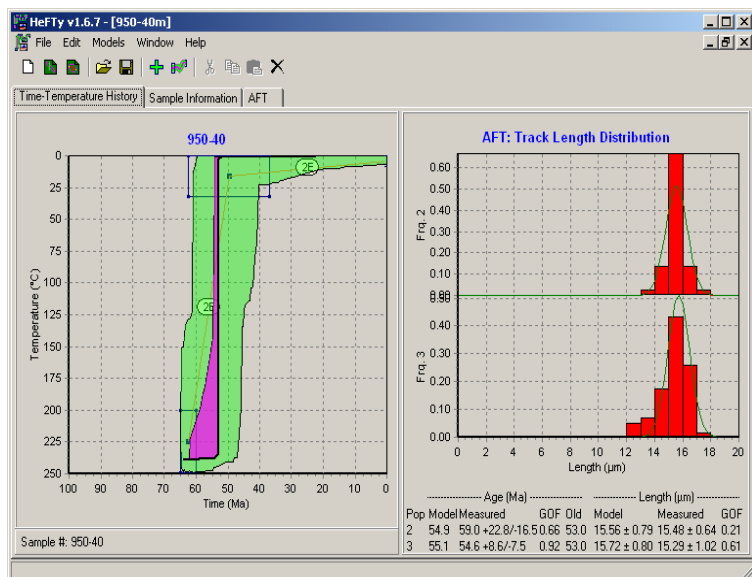 HeFTy v1.6.7 - [950-40m]
File Edit Models Window Help
Time-Temperature History Sample Information AFT
950-40
0
25
50
75
100
125
150
175
200
225
250
Temperature (°C)
2E
100 90 80 70 60 50 40 30 20 10 0
Time (Ma)
Sample #: 950-40
AFT: Track Length Distribution
0.60
0.50
0.40
0.30
0.20
0.10
Frq. 2
0.40
0.30
0.20
0.10
0.00
Frq. 3
0 2 4 6 8 10 12 14 16 18 20
Length (µm)
Age (Ma) Length (µm)
Pop Model Measured GOF Old Model Measured GOF
2 54.9 59.0 +22.8/-16.5 0.66 53.0 15.56 ± 0.79 15.48 ± 0.64 0.21
3 55.1 54.6 +8.6/-7.5 0.92 53.0 15.72 ± 0.80 15.29 ± 1.02 0.61